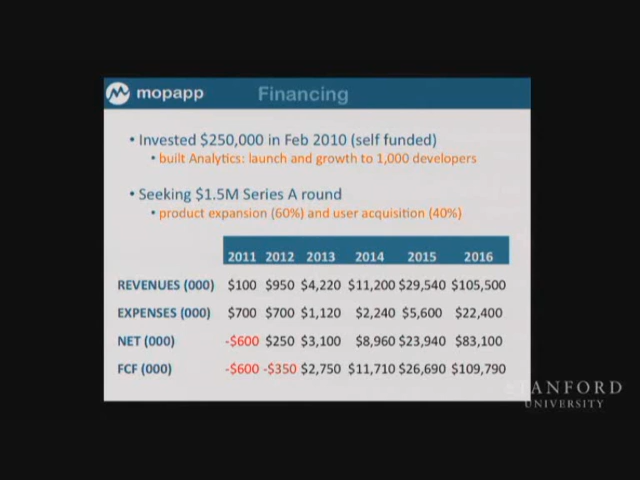 mopapp Financing
• Invested $250,000 in Feb 2010 (self funded)
• built Analytics: launch and growth to 1,000 developers
• Seeking $1.5M Series A round
• product expansion (60%) and user acquisition (40%)
2011 2012 2013 2014 2015 2016
REVENUES (000) $100 $950 $4,220 $11,200 $29,540 $105,500
EXPENSES (000) $700 $700 $1,120 $2,240 $5,600 $22,400
NET (000) -$600 $250 $3,100 $8,960 $23,940 $83,100
FCF (000) -$600 -$350 $2,750 $11,710 $26,690 $109,790
STANFORD
UNIVERSITY